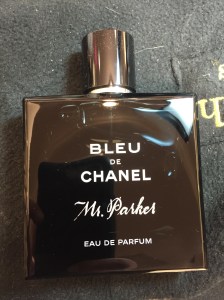 BLEU
DE
CHANEL
Mr. Parker
EAU DE PARFUM